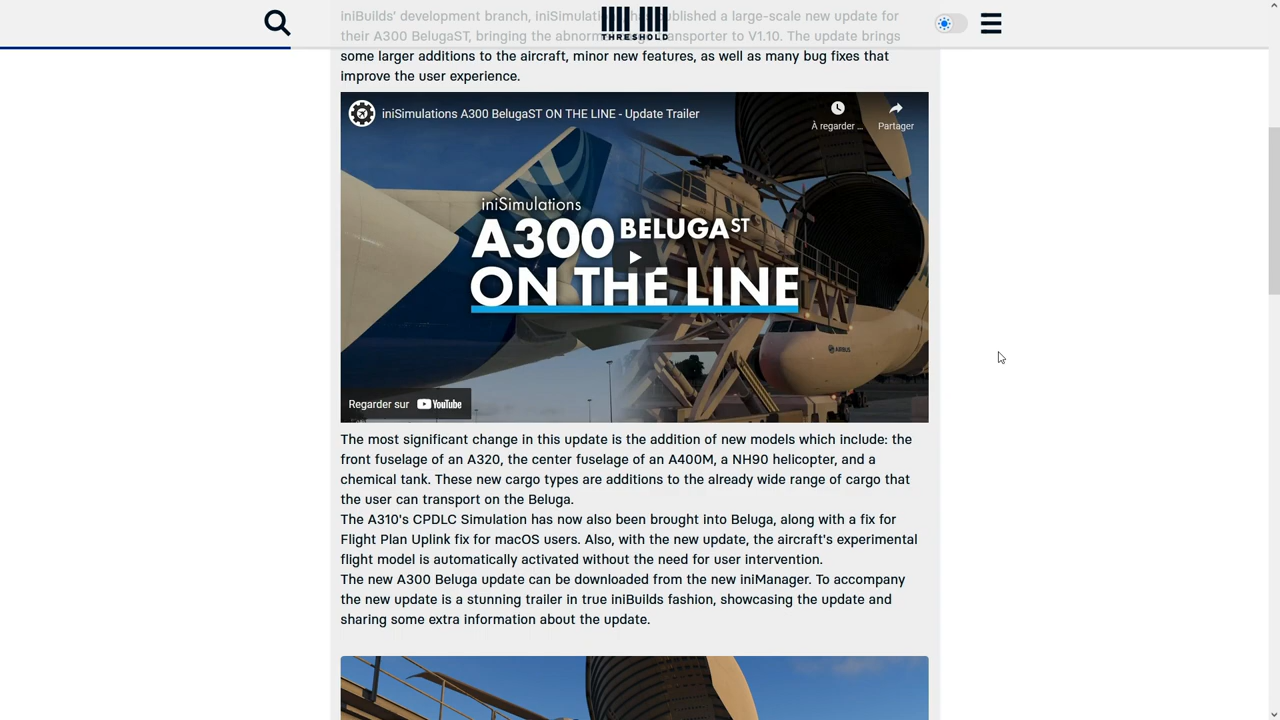 iniBuilds' development branch, iniSimulations, has published a large-scale new update for
their A300 BelugaST, bringing the abnormal transporter to V1.10. The update brings
THRESHOLD
some larger additions to the aircraft, minor new features, as well as many bug fixes that
improve the user experience.
iniSimulations A300 BelugaST ON THE LINE - Update Trailer
À regarder ...
Partager
iniSimulations
A300 BELUGA ST
ON THE LINE
AIRBUS
Regarder sur YouTube
The most significant change in this update is the addition of new models which include: the
front fuselage of an A320, the center fuselage of an A400M, a NH90 helicopter, and a
chemical tank. These new cargo types are additions to the already wide range of cargo that
the user can transport on the Beluga.
The A310's CPDLC Simulation has now also been brought into Beluga, along with a fix for
Flight Plan Uplink fix for macOS users. Also, with the new update, the aircraft's experimental
flight model is automatically activated without the need for user intervention.
The new A300 Beluga update can be downloaded from the new iniManager. To accompany
the new update is a stunning trailer in true iniBuilds fashion, showcasing the update and
sharing some extra information about the update.